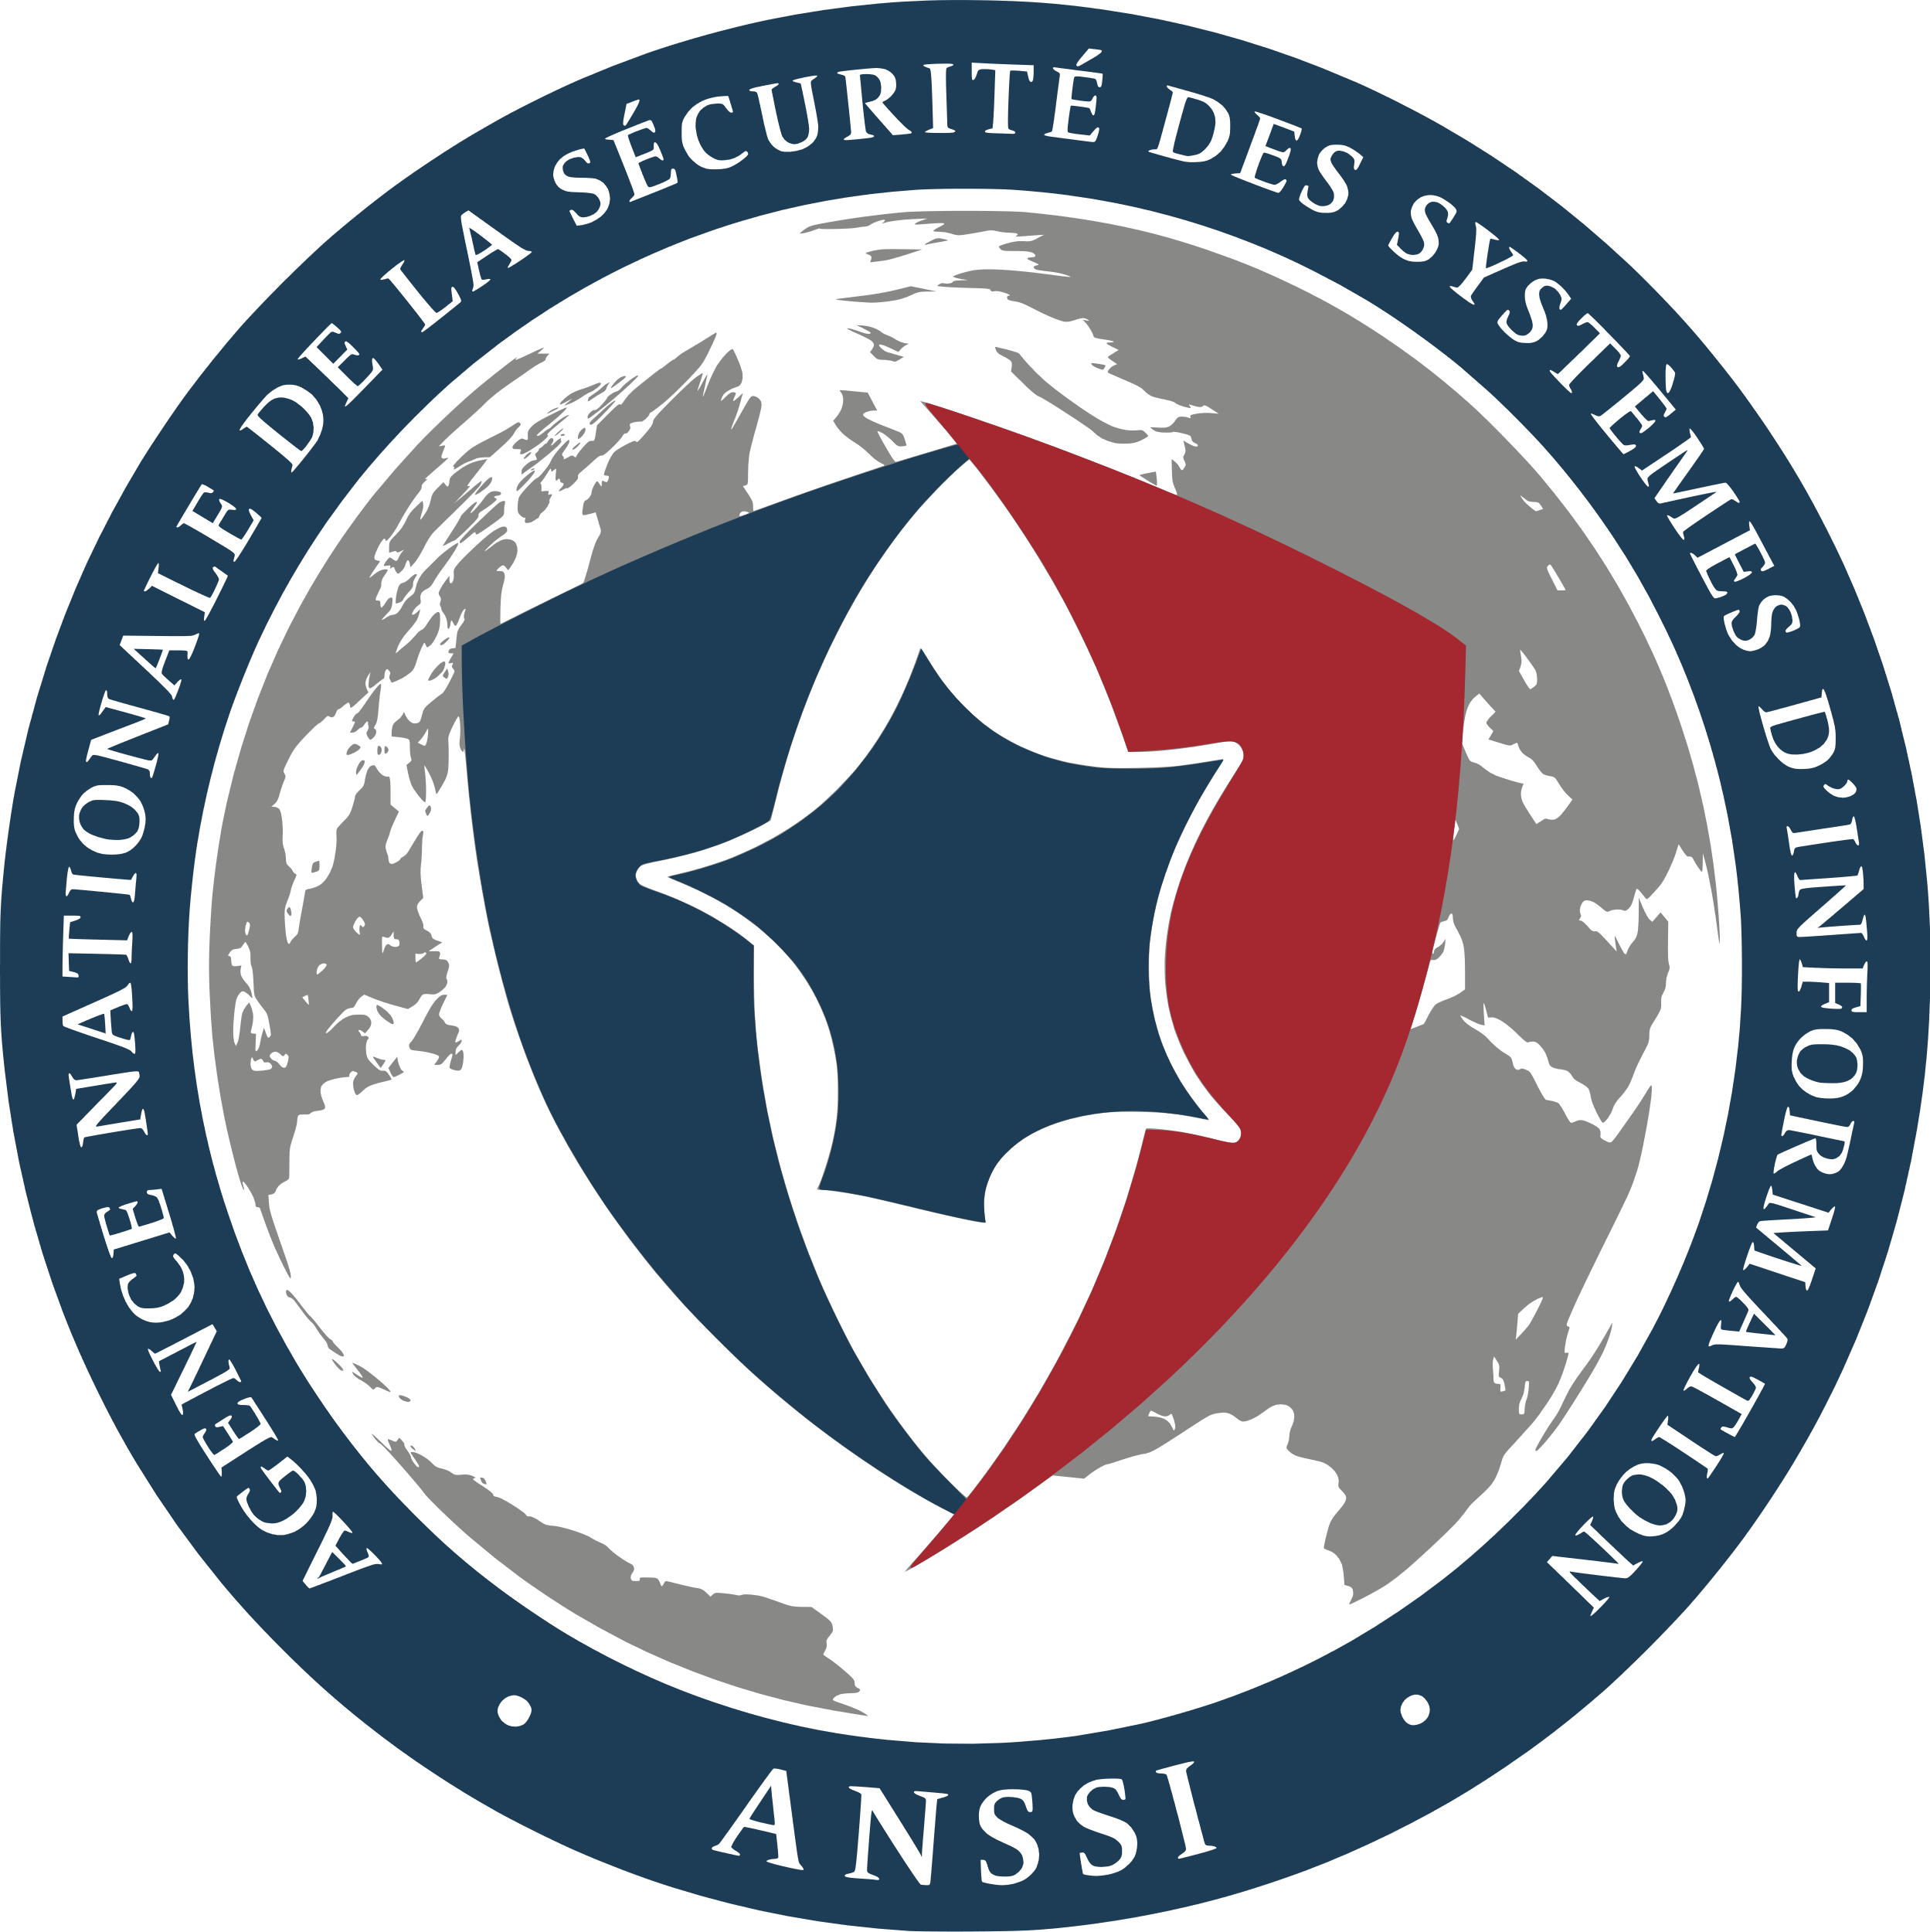 AGENCE NATIONALE DE LA SÉCURITÉ DES SYSTÈMES D'INFORMATION
ANSSI